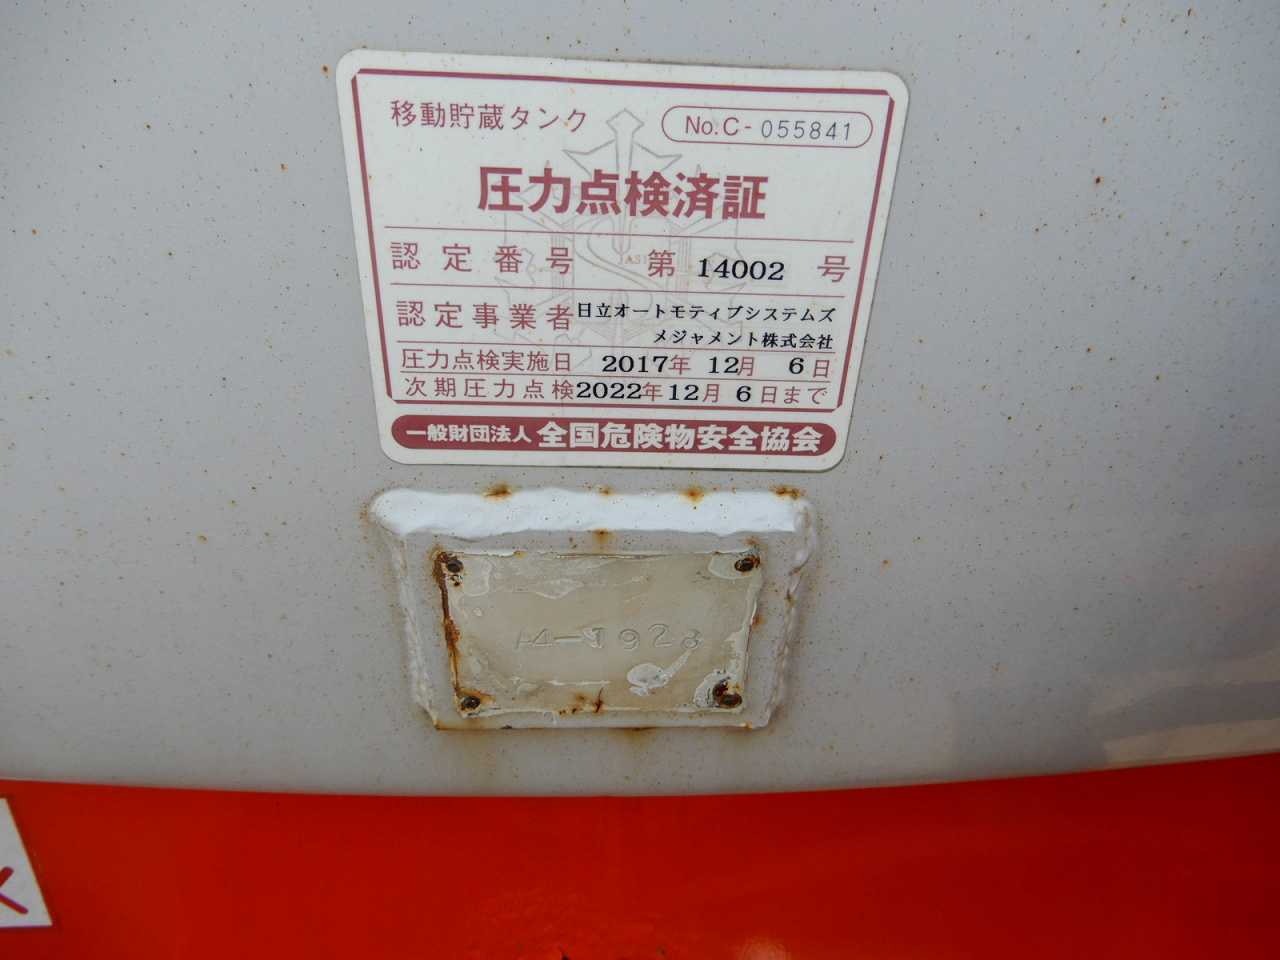 移動貯蔵タンク
No.C-055841
圧力点検済証
認定番号 第 14002 号
認定事業者 日立オートモティブシステムズ
メジャメント株式会社
圧力点検実施日 2017年 12月 6日
次期圧力点検 2022年 12月 6日まで
一般財団法人 全国危険物安全協会
14-1928